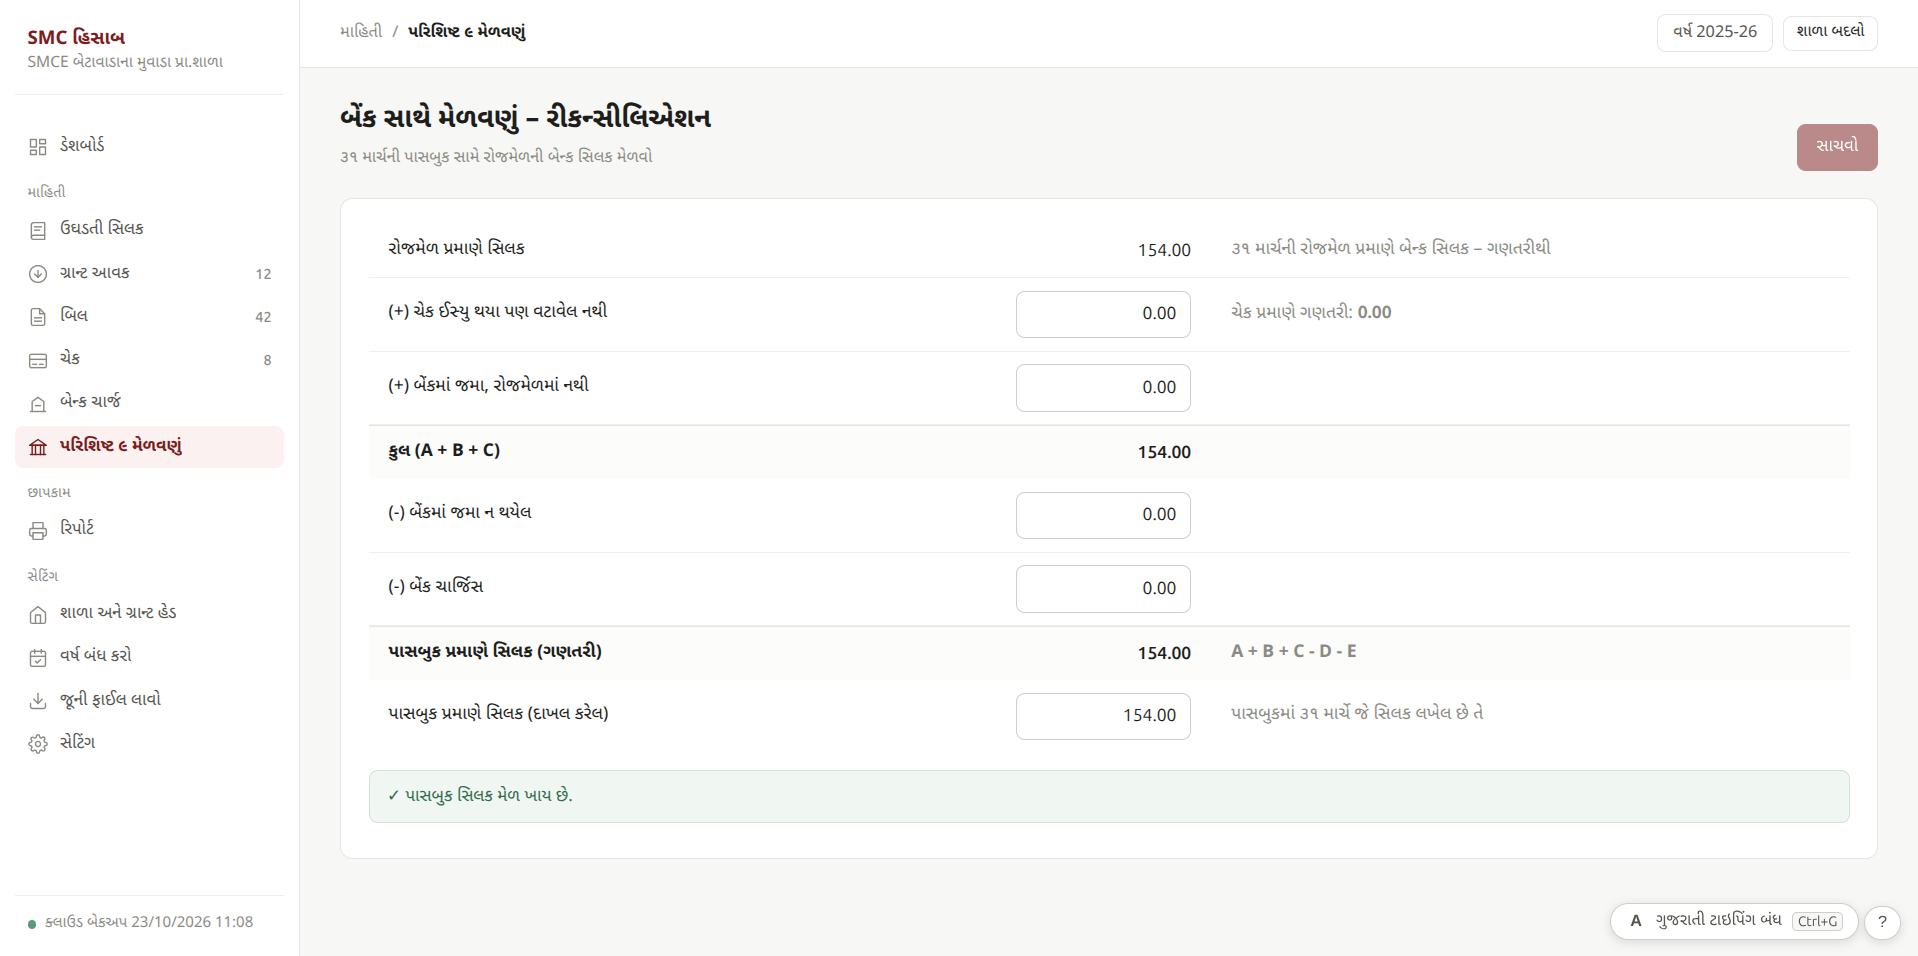 SMC હિસાબ
SMCE બેટાવાડાના મુવાડા પ્રા.શાળા
ડેશબોર્ડ
માહિતી
ઉઘડતી સિલક
ગ્રાન્ટ આવક 12
બિલ 42
ચેક 8
બેન્ક ચાર્જ
પરિશિષ્ટ ૯ મેળવણું
છાપકામ
રિપોર્ટ
સેટિંગ
શાળા અને ગ્રાન્ટ હેડ
વર્ષ બંધ કરો
જૂની ફાઈલ લાવો
સેટિંગ
ક્લાઉડ બેકઅપ 23/10/2026 11:08
માહિતી / પરિશિષ્ટ ૯ મેળવણું
વર્ષ 2025-26
શાળા બદલો
બેંક સાથે મેળવણું – રીકન્સીલિએશન
૩૧ માર્ચની પાસબુક સામે રોજમેળની બેન્ક સિલક મેળવો
સાચવો
રોજમેળ પ્રમાણે સિલક 154.00 ૩૧ માર્ચની રોજમેળ પ્રમાણે બેન્ક સિલક – ગણતરીથી
(+) ચેક ઈસ્યુ થયા પણ વટાવેલ નથી 0.00 ચેક પ્રમાણે ગણતરી: 0.00
(+) બેંકમાં જમા, રોજમેળમાં નથી 0.00
કુલ (A + B + C) 154.00
(-) બેંકમાં જમા ન થયેલ 0.00
(-) બેંક ચાર્જિસ 0.00
પાસબુક પ્રમાણે સિલક (ગણતરી) 154.00 A + B + C - D - E
પાસબુક પ્રમાણે સિલક (દાખલ કરેલ) 154.00 પાસબુકમાં ૩૧ માર્ચે જે સિલક લખેલ છે તે
✓ પાસબુક સિલક મેળ ખાય છે.
A ગુજરાતી ટાઇપિંગ બંધ Ctrl+G ?